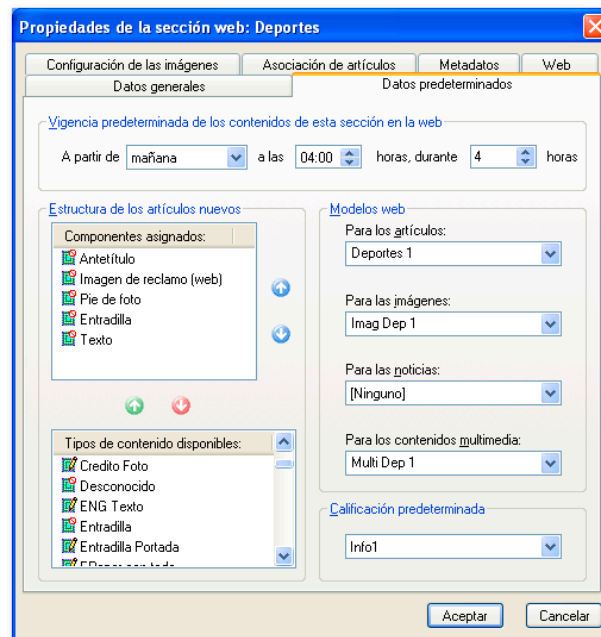 Propiedades de la sección web: Deportes
Configuración de las imágenes
Asociación de artículos
Metadatos
Web
Datos generales
Datos predeterminados
Vigencia predeterminada de los contenidos de esta sección en la web
A partir de mañana a las 04:00 horas, durante 4 horas
Estructura de los artículos nuevos
Componentes asignados:
Antetítulo
Imagen de reclamo (web)
Pie de foto
Entradilla
Texto
Tipos de contenido disponibles:
Credito Foto
Desconocido
ENG Texto
Entradilla
Entradilla Portada
Modelos web
Para los artículos:
Deportes 1
Para las imágenes:
Imag Dep 1
Para las noticias:
[Ninguno]
Para los contenidos multimedia:
Multi Dep 1
Calificación predeterminada
Info1
Aceptar
Cancelar